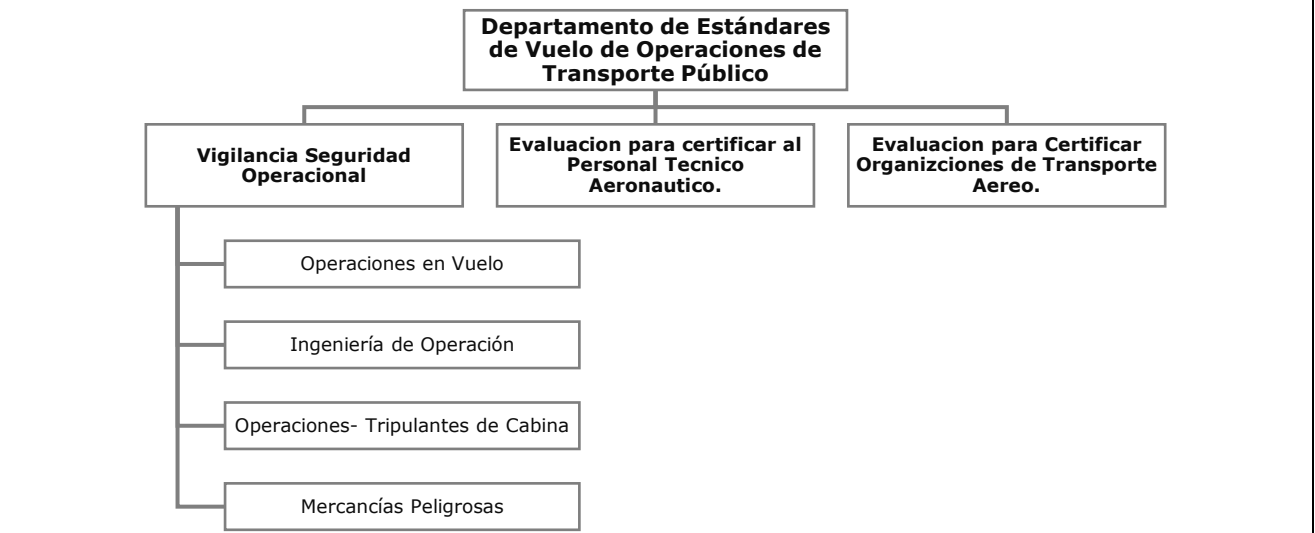 Departamento de Estándares
de Vuelo de Operaciones de
Transporte Público
Vigilancia Seguridad
Operacional
Evaluacion para certificar al
Personal Tecnico
Aeronautico.
Evaluacion para Certificar
Organizciones de Transporte
Aereo.
Operaciones en Vuelo
Ingeniería de Operación
Operaciones- Tripulantes de Cabina
Mercancías Peligrosas